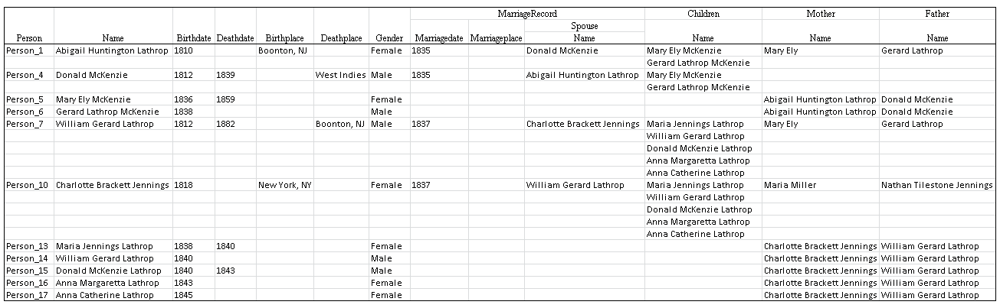 MarriageRecord Children Mother Father
Spouse
Person Name Birthdate Deathdate Birthplace Deathplace Gender Marriagedate Marriageplace Name Name Name Name
Person_1 Abigail Huntington Lathrop 1810 Boonton, NJ Female 1835 Donald McKenzie Mary Ely McKenzie Mary Ely Gerard Lathrop
Gerard Lathrop McKenzie
Person_4 Donald McKenzie 1812 1839 West Indies Male 1835 Abigail Huntington Lathrop Mary Ely McKenzie
Gerard Lathrop McKenzie
Person_5 Mary Ely McKenzie 1836 1859 Female Abigail Huntington Lathrop Donald McKenzie
Person_6 Gerard Lathrop McKenzie 1838 Male Abigail Huntington Lathrop Donald McKenzie
Person_7 William Gerard Lathrop 1812 1882 Boonton, NJ Male 1837 Charlotte Brackett Jennings Maria Jennings Lathrop Mary Ely Gerard Lathrop
William Gerard Lathrop
Donald McKenzie Lathrop
Anna Margaretta Lathrop
Anna Catherine Lathrop
Person_10 Charlotte Brackett Jennings 1818 New York, NY Female 1837 William Gerard Lathrop Maria Jennings Lathrop Maria Miller Nathan Tilestone Jennings
William Gerard Lathrop
Donald McKenzie Lathrop
Anna Margaretta Lathrop
Anna Catherine Lathrop
Person_13 Maria Jennings Lathrop 1838 1840 Female Charlotte Brackett Jennings William Gerard Lathrop
Person_14 William Gerard Lathrop 1840 Male Charlotte Brackett Jennings William Gerard Lathrop
Person_15 Donald McKenzie Lathrop 1840 1843 Male Charlotte Brackett Jennings William Gerard Lathrop
Person_16 Anna Margaretta Lathrop 1843 Female Charlotte Brackett Jennings William Gerard Lathrop
Person_17 Anna Catherine Lathrop 1845 Female Charlotte Brackett Jennings William Gerard Lathrop